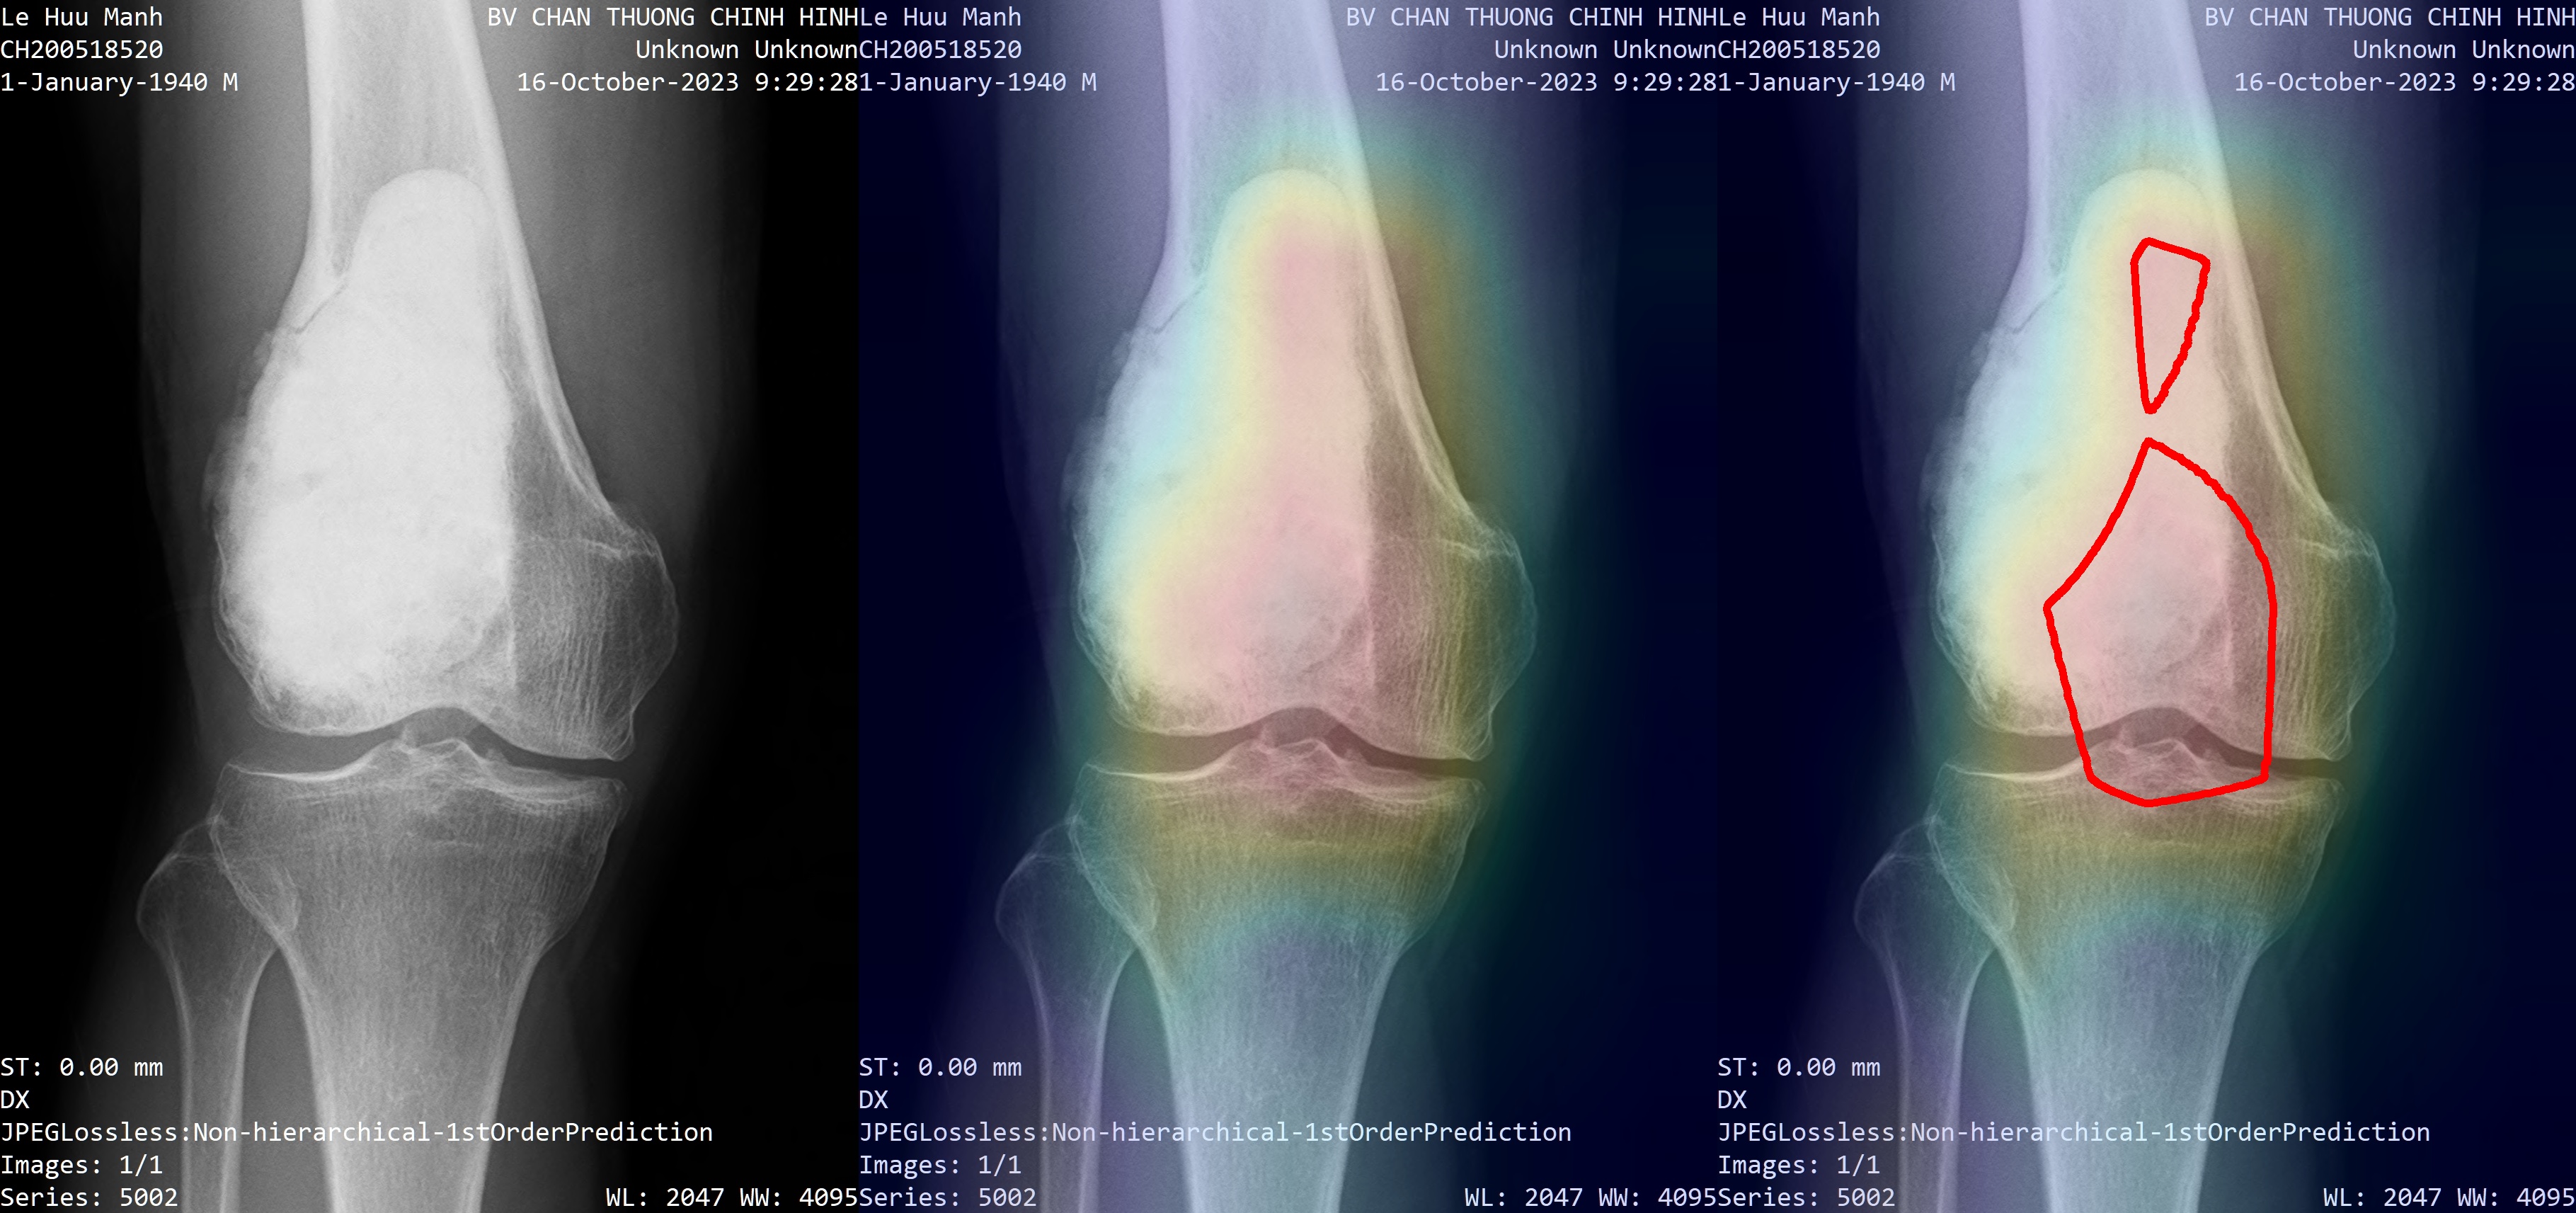 Le Huu Manh
CH200518520
1-January-1940 M
BV CHAN THUONG CHINH HINH
Unknown Unknown
16-October-2023 9:29:28
ST: 0.00 mm
DX
JPEGLossless:Non-hierarchical-1stOrderPrediction
Images: 1/1
Series: 5002
WL: 2047 WW: 4095
Le Huu Manh
CH200518520
1-January-1940 M
BV CHAN THUONG CHINH HINH
Unknown Unknown
16-October-2023 9:29:28
ST: 0.00 mm
DX
JPEGLossless:Non-hierarchical-1stOrderPrediction
Images: 1/1
Series: 5002
WL: 2047 WW: 4095
Le Huu Manh
CH200518520
1-January-1940 M
BV CHAN THUONG CHINH HINH
Unknown Unknown
16-October-2023 9:29:28
ST: 0.00 mm
DX
JPEGLossless:Non-hierarchical-1stOrderPrediction
Images: 1/1
Series: 5002
WL: 2047 WW: 4095